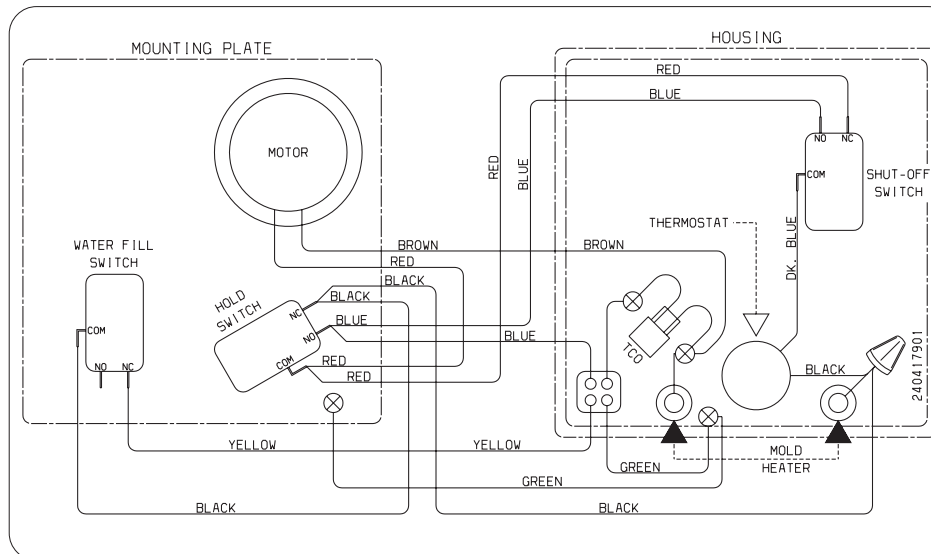 MOUNTING PLATE
HOUSING
RED
BLUE
MOTOR
RED
BLUE
NO NC
COM
SHUT-OFF
SWITCH
THERMOSTAT
DK. BLUE
WATER FILL
SWITCH
BROWN
BROWN
RED
BLACK
BLACK
HOLD
SWITCH
NC
NO
COM
BLUE
BLUE
RED
RED
COM
NO NC
TCO
BLACK
240417901
YELLOW
YELLOW
MOLD
HEATER
GREEN
GREEN
BLACK
BLACK